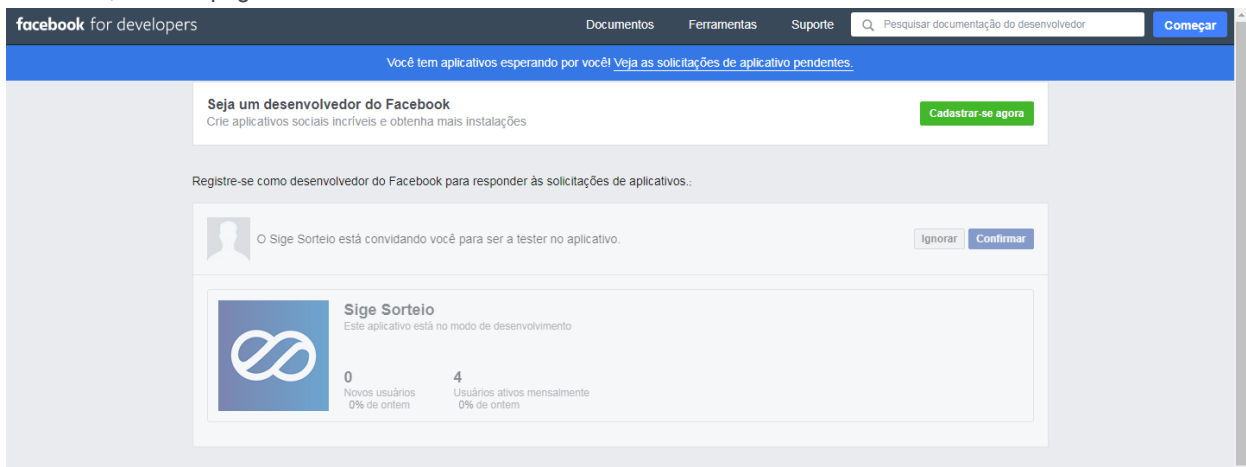 facebook for developers Documentos Ferramentas Suporte Pesquisar documentação do desenvolvedor Começar
Você tem aplicativos esperando por você! Veja as solicitações de aplicativo pendentes.
Seja um desenvolvedor do Facebook
Crie aplicativos sociais incríveis e obtenha mais instalações
Cadastrar-se agora
Registre-se como desenvolvedor do Facebook para responder às solicitações de aplicativos.:
O Sige Sorteio está convidando você para ser a tester no aplicativo. Ignorar Confirmar
Sige Sorteio
Este aplicativo está no modo de desenvolvimento
0 4
Novos usuários Usuários ativos mensalmente
0% de ontem 0% de ontem